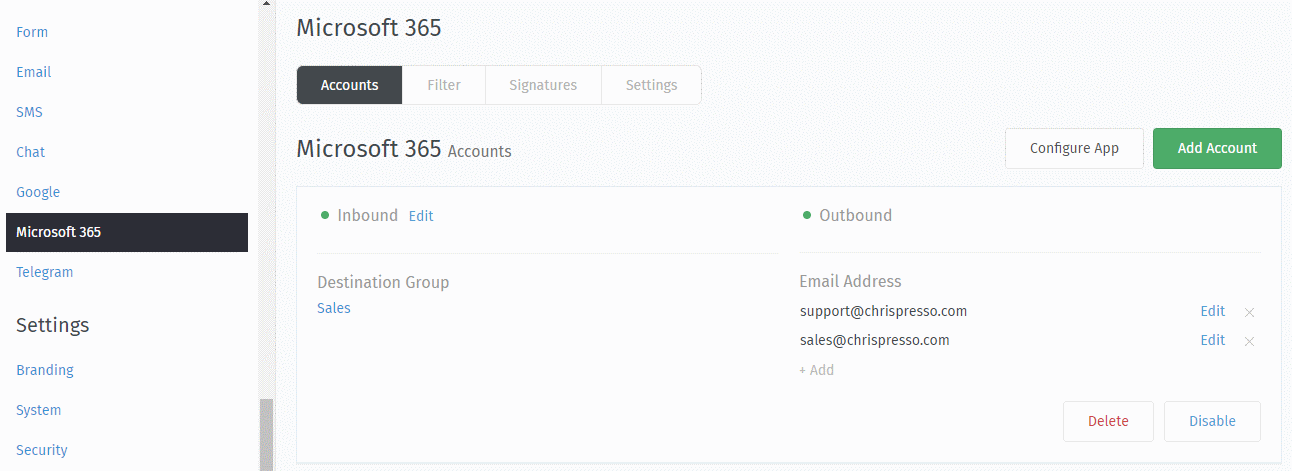 Form
Email
SMS
Chat
Google
Microsoft 365
Telegram
Settings
Branding
System
Security
Microsoft 365
Accounts Filter Signatures Settings
Microsoft 365 Accounts
Configure App Add Account
Inbound Edit
Destination Group
Sales
Outbound
Email Address
support@chrispresso.com Edit ×
sales@chrispresso.com Edit ×
+ Add
Delete Disable